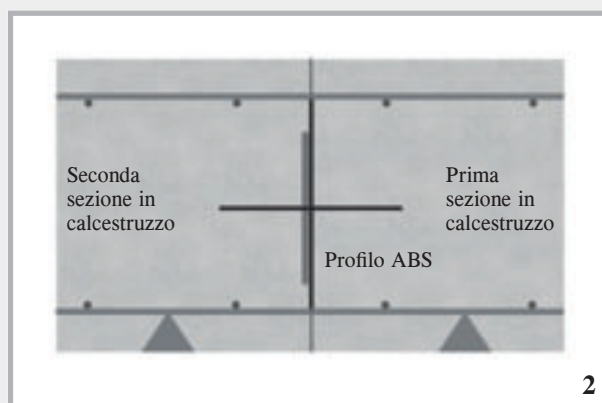 Seconda
sezione in
calcestruzzo
Prima
sezione in
calcestruzzo
Profilo ABS
2